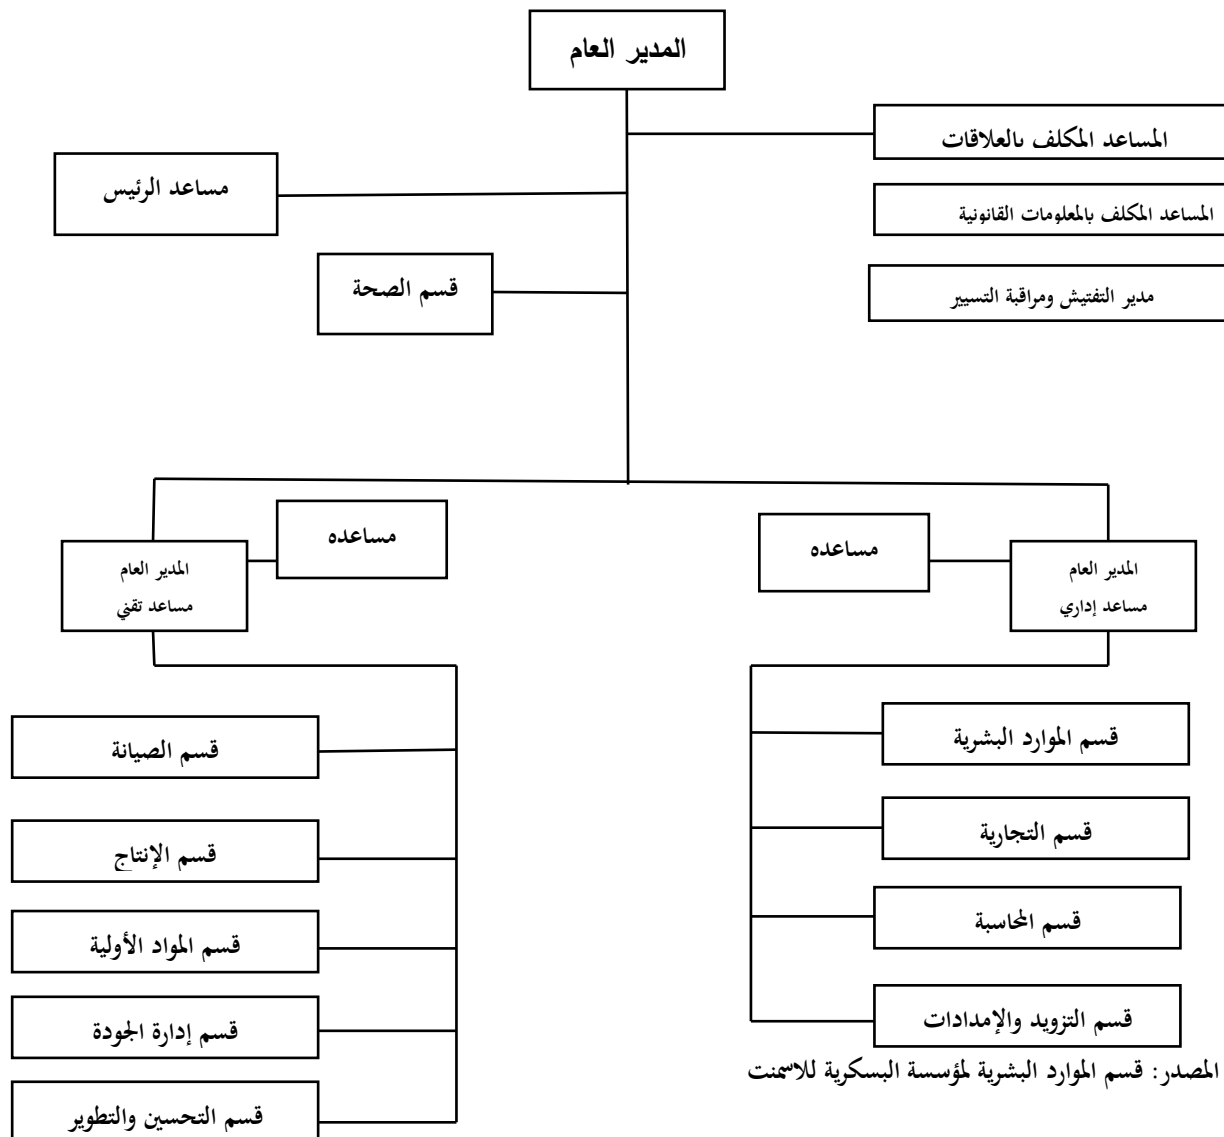 المدير العام
المساعد المكلف بالعلاقات
مساعد الرئيس
المساعد المكلف بالمعلومات القانونية
قسم الصحة
مدير التفتيش ومراقبة التسيير
مساعده
المدير العام
مساعد إداري
مساعده
المدير العام
مساعد تقني
قسم الموارد البشرية
قسم التجارية
قسم المحاسبة
قسم التزويد والإمدادات
قسم الصيانة
قسم الإنتاج
قسم المواد الأولية
قسم إدارة الجودة
قسم التحسين والتطوير
المصدر: قسم الموارد البشرية لمؤسسة البسكرية للاسمنت